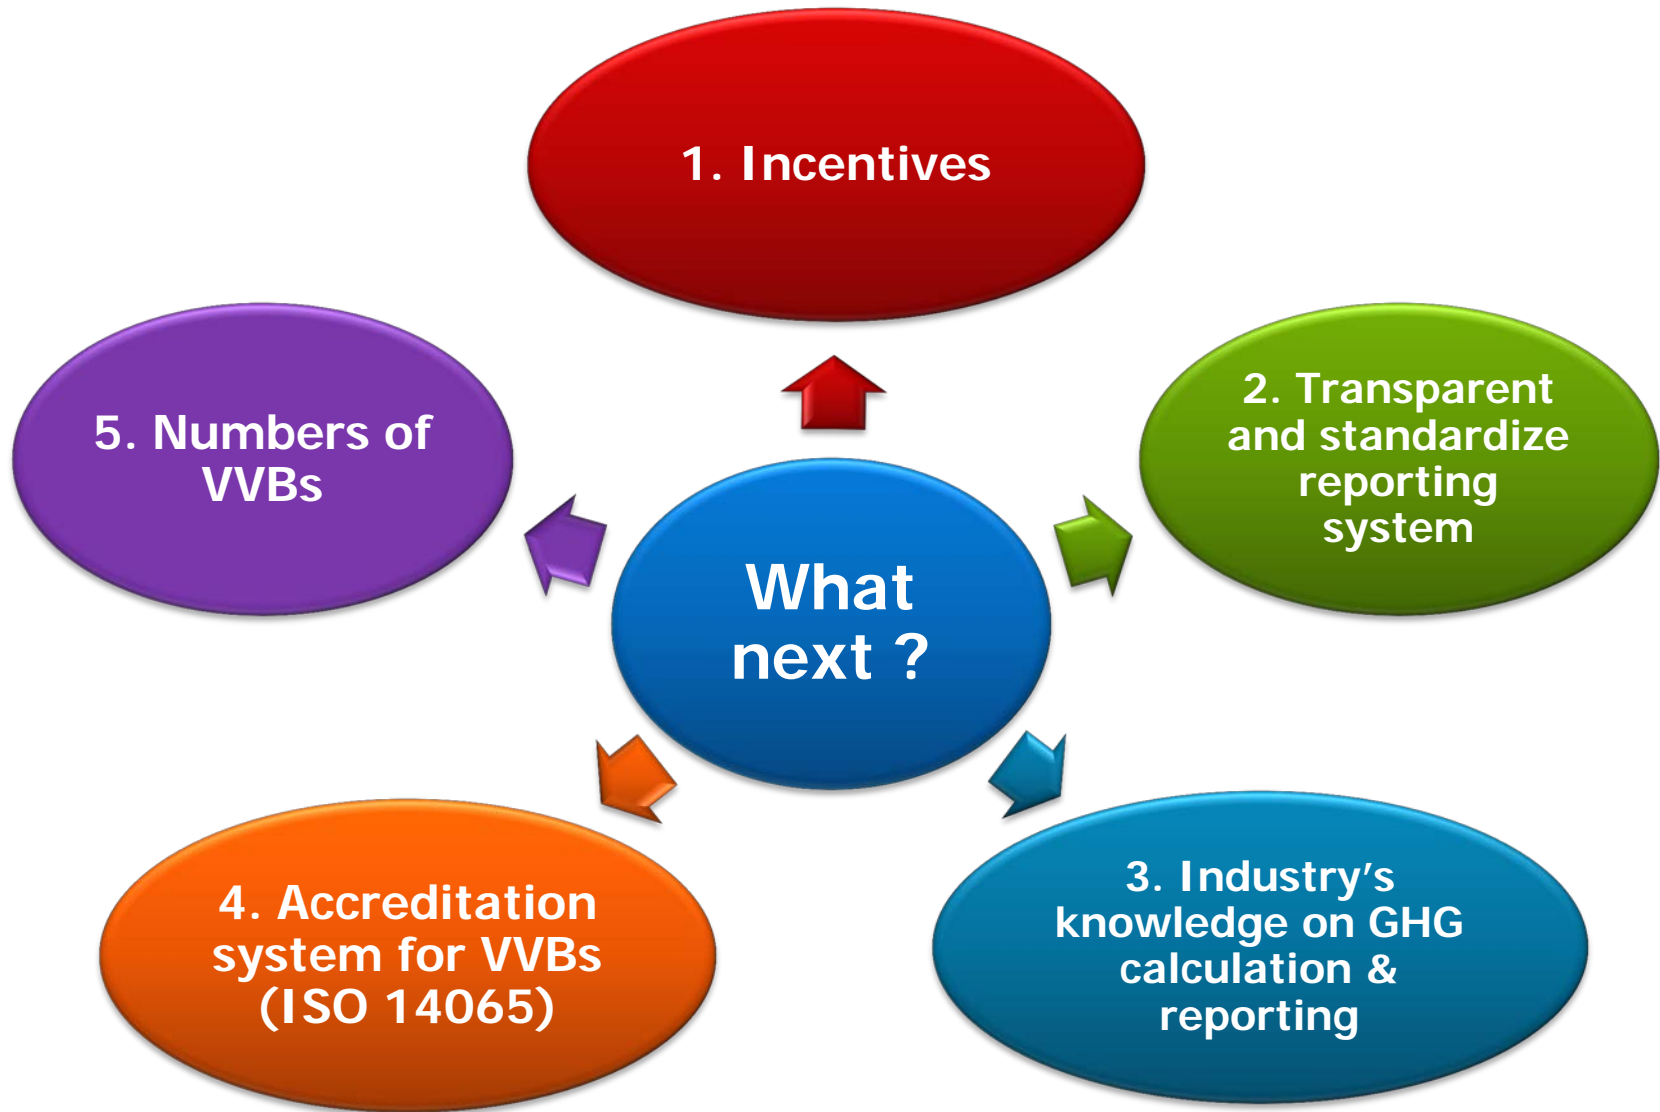 1. Incentives
2. Transparent
and standardize
reporting
system
5. Numbers of
VVBs
What
next ?
3. Industry’s
knowledge on GHG
calculation &
reporting
4. Accreditation
system for VVBs
(ISO 14065)